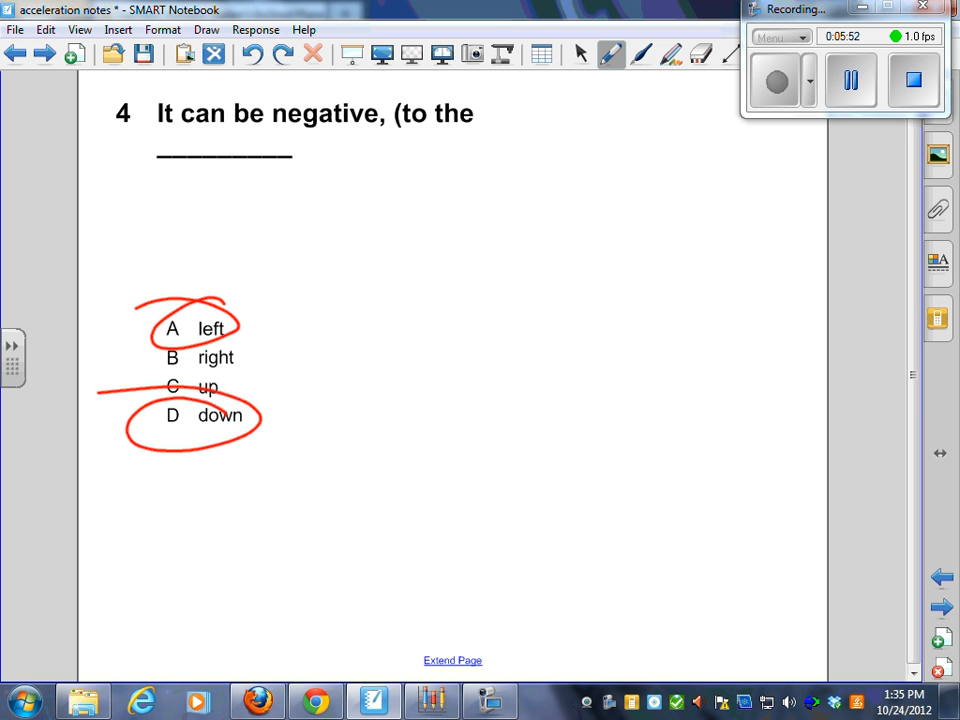 acceleration notes * - SMART Notebook
Recording...
File Edit View Insert Format Draw Response Help
Menu 0:05:52 1.0 fps
4 It can be negative, (to the
_________
A left
B right
C up
D down
Extend Page
1:35 PM
10/24/2012